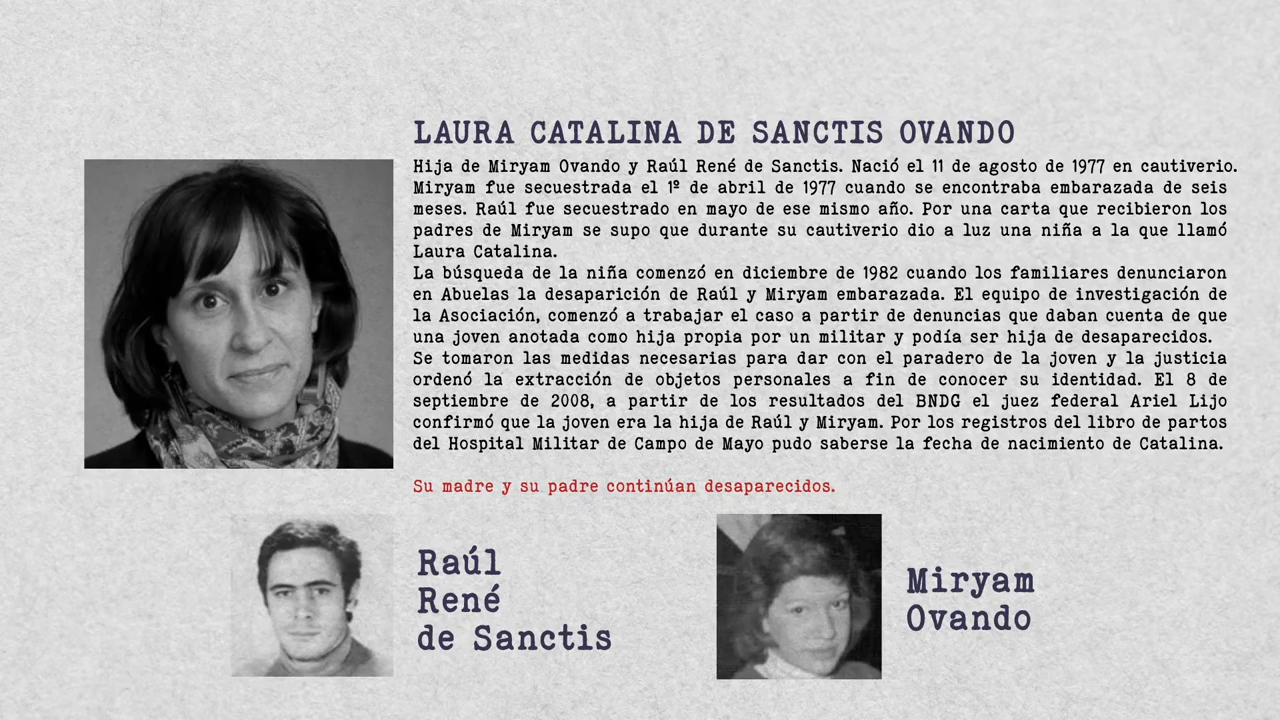 LAURA CATALINA DE SANCTIS OVANDO
Hija de Miryam Ovando y Raúl René de Sanctis. Nació el 11 de agosto de 1977 en cautiverio.
Miryam fue secuestrada el 1º de abril de 1977 cuando se encontraba embarazada de seis
meses. Raúl fue secuestrado en mayo de ese mismo año. Por una carta que recibieron los
padres de Miryam se supo que durante su cautiverio dio a luz una niña a la que llamó
Laura Catalina.
La búsqueda de la niña comenzó en diciembre de 1982 cuando los familiares denunciaron
en Abuelas la desaparición de Raúl y Miryam embarazada. El equipo de investigación de
la Asociación, comenzó a trabajar el caso a partir de denuncias que daban cuenta de que
una joven anotada como hija propia por un militar y podía ser hija de desaparecidos.
Se tomaron las medidas necesarias para dar con el paradero de la joven y la justicia
ordenó la extracción de objetos personales a fin de conocer su identidad. El 8 de
septiembre de 2008, a partir de los resultados del BNDG el juez federal Ariel Lijo
confirmó que la joven era la hija de Raúl y Miryam. Por los registros del libro de partos
del Hospital Militar de Campo de Mayo pudo saberse la fecha de nacimiento de Catalina.
Su madre y su padre continúan desaparecidos.
Raúl
René
de Sanctis
Miryam
Ovando